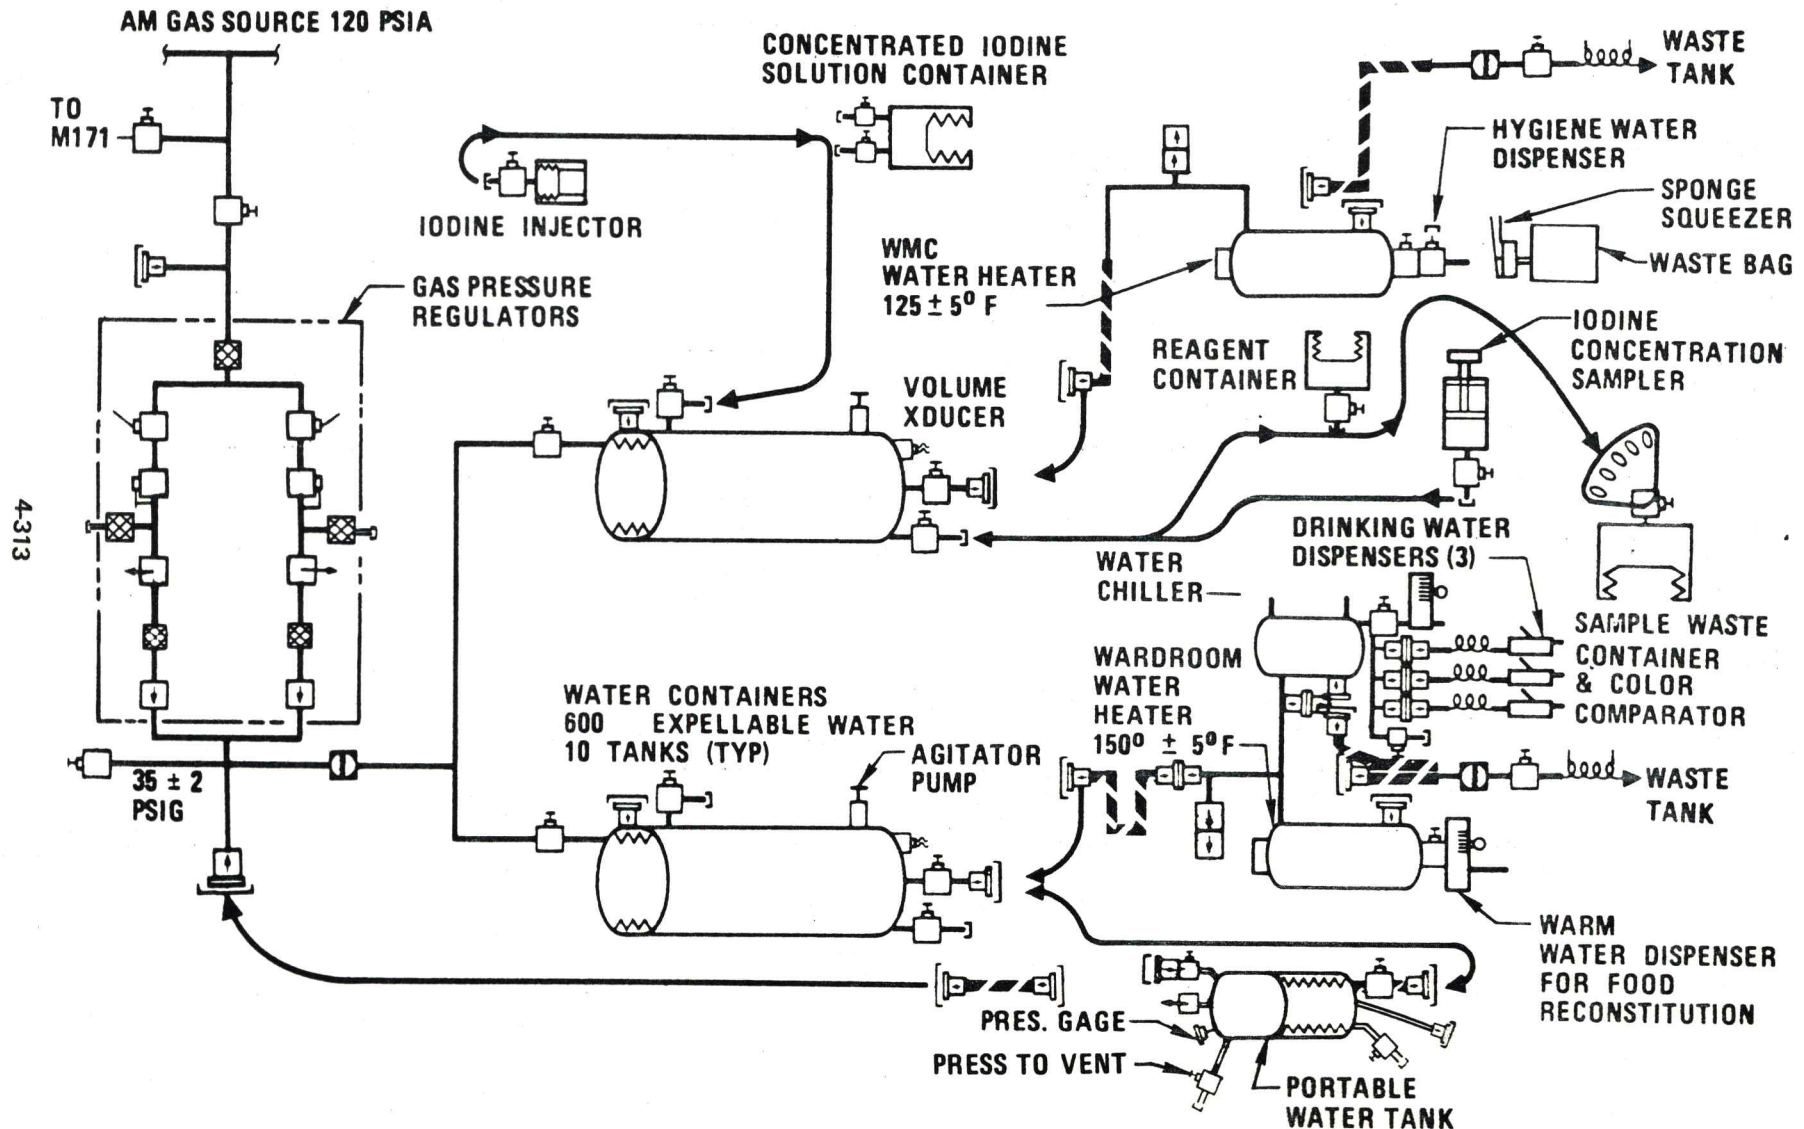 AM GAS SOURCE 120 PSIA
TO
M171
CONCENTRATED IODINE
SOLUTION CONTAINER
WASTE
TANK
HYGIENE WATER
DISPENSER
SPONGE
SQUEEZER
WASTE BAG
IODINE INJECTOR
WMC
WATER HEATER
125 ± 5⁰ F
GAS PRESSURE
REGULATORS
REAGENT
CONTAINER
IODINE
CONCENTRATION
SAMPLER
VOLUME
XDUCER
4-313
WATER
CHILLER
DRINKING WATER
DISPENSERS (3)
SAMPLE WASTE
CONTAINER
& COLOR
COMPARATOR
WARDROOM
WATER
HEATER
150⁰ ± 5⁰ F
WATER CONTAINERS
600 EXPELLABLE WATER
10 TANKS (TYP)
AGITATOR
PUMP
35 ± 2
PSIG
WASTE
TANK
WARM
WATER DISPENSER
FOR FOOD
RECONSTITUTION
PRES. GAGE
PRESS TO VENT
PORTABLE
WATER TANK